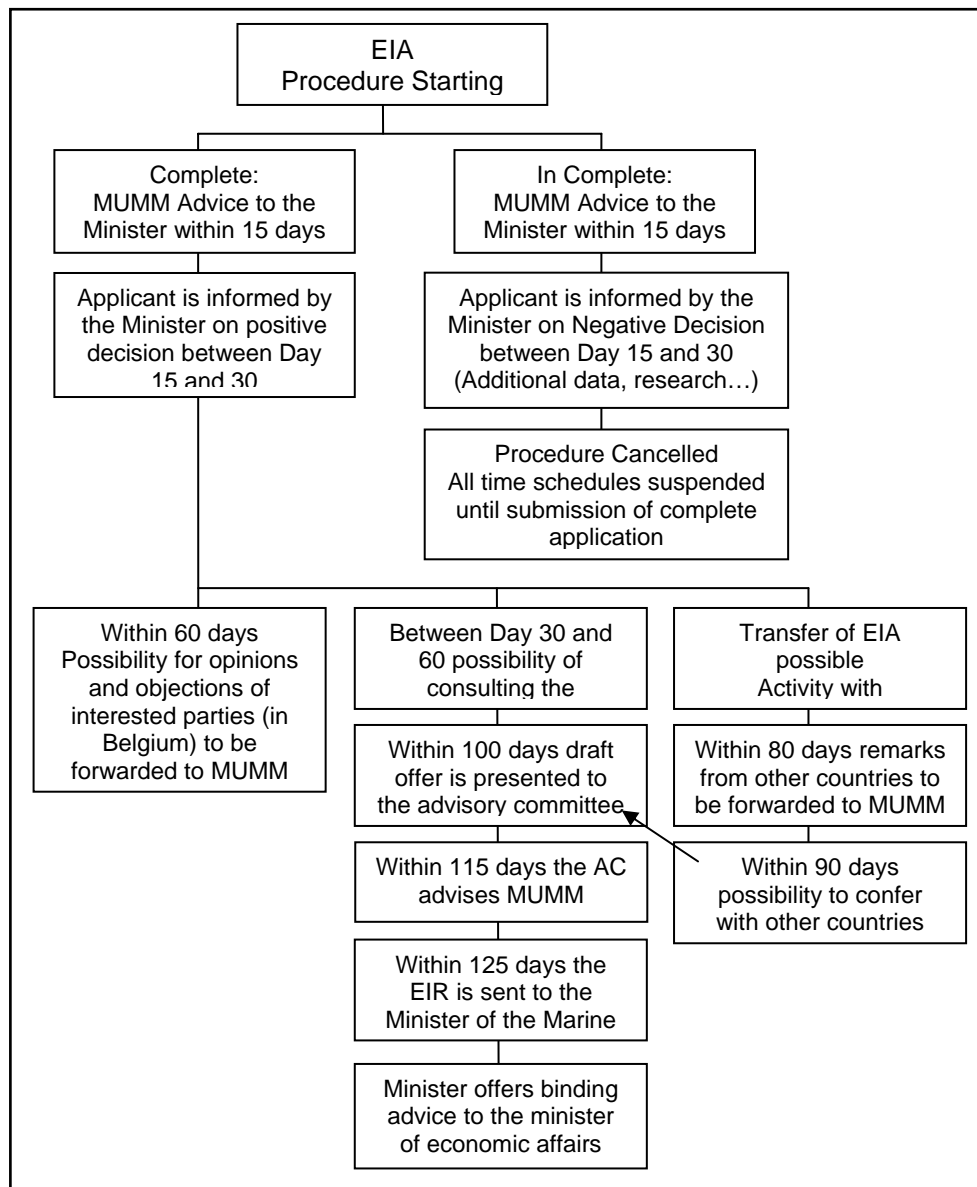 EIA
Procedure Starting
Complete:
MUMM Advice to the
Minister within 15 days
In Complete:
MUMM Advice to the
Minister within 15 days
Applicant is informed by
the Minister on positive
decision between Day
15 and 30
Applicant is informed by the
Minister on Negative Decision
between Day 15 and 30
(Additional data, research…)
Procedure Cancelled
All time schedules suspended
until submission of complete
application
Within 60 days
Possibility for opinions
and objections of
interested parties (in
Belgium) to be
forwarded to MUMM
Between Day 30 and
60 possibility of
consulting the
Transfer of EIA
possible
Activity with
Within 100 days draft
offer is presented to
the advisory committee
Within 80 days remarks
from other countries to
be forwarded to MUMM
Within 115 days the AC
advises MUMM
Within 90 days
possibility to confer
with other countries
Within 125 days the
EIR is sent to the
Minister of the Marine
Minister offers binding
advice to the minister
of economic affairs